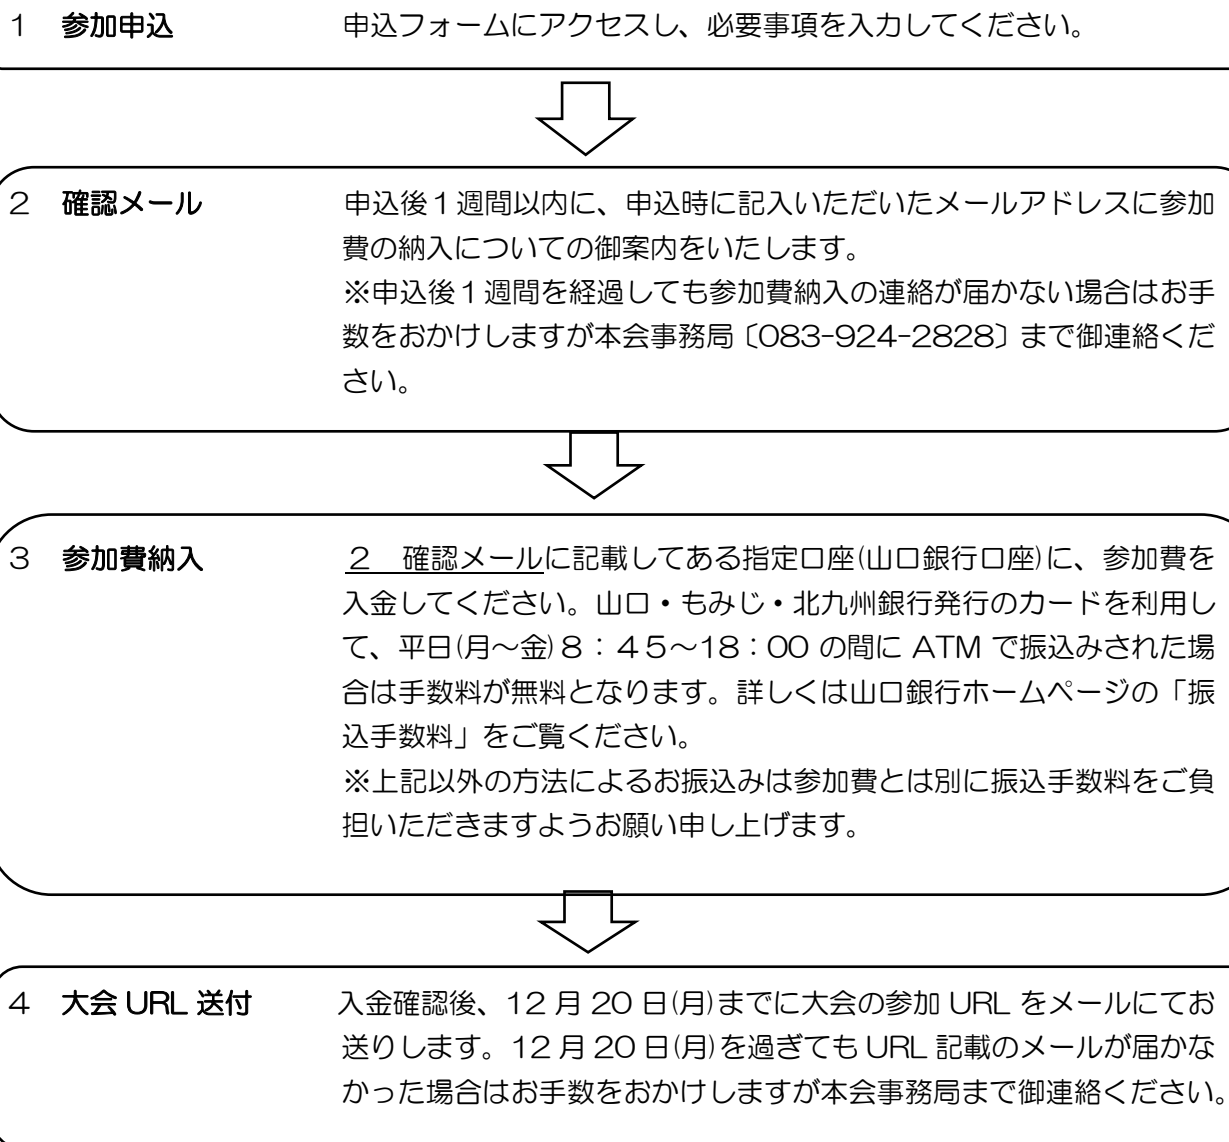 １　参加申込　申込フォームにアクセスし、必要事項を入力してください。
２　確認メール　申込後１週間以内に、申込時に記入いただいたメールアドレスに参加
費の納入についての御案内をいたします。
※申込後１週間を経過しても参加費納入の連絡が届かない場合はお手
数をおかけしますが本会事務局〔083-924-2828〕まで御連絡くだ
さい。
３　参加費納入　２　確認メールに記載してある指定口座(山口銀行口座)に、参加費を
入金してください。山口・もみじ・北九州銀行発行のカードを利用し
て、平日(月～金)８：４５～18：00 の間に ATM で振込みされた場
合は手数料が無料となります。詳しくは山口銀行ホームページの「振
込手数料」をご覧ください。
※上記以外の方法によるお振込みは参加費とは別に振込手数料をご負
担いただきますようお願い申し上げます。
４　大会 URL 送付　入金確認後、12 月 20 日(月)までに大会の参加 URL をメールにてお
送りします。12 月 20 日(月)を過ぎても URL 記載のメールが届かな
かった場合はお手数をおかけしますが本会事務局まで御連絡ください。